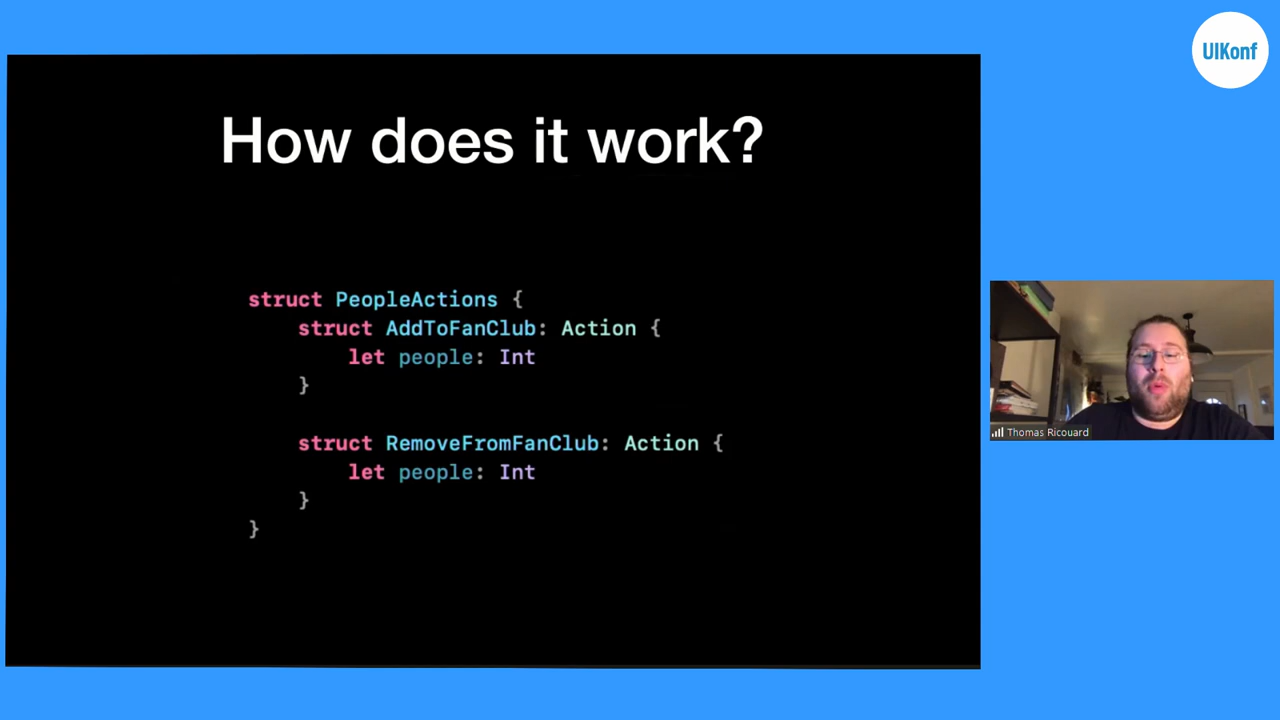 UIKonf
How does it work?
struct PeopleActions {
    struct AddToFanClub: Action {
        let people: Int
    }
    struct RemoveFromFanClub: Action {
        let people: Int
    }
}
Thomas Ricouard